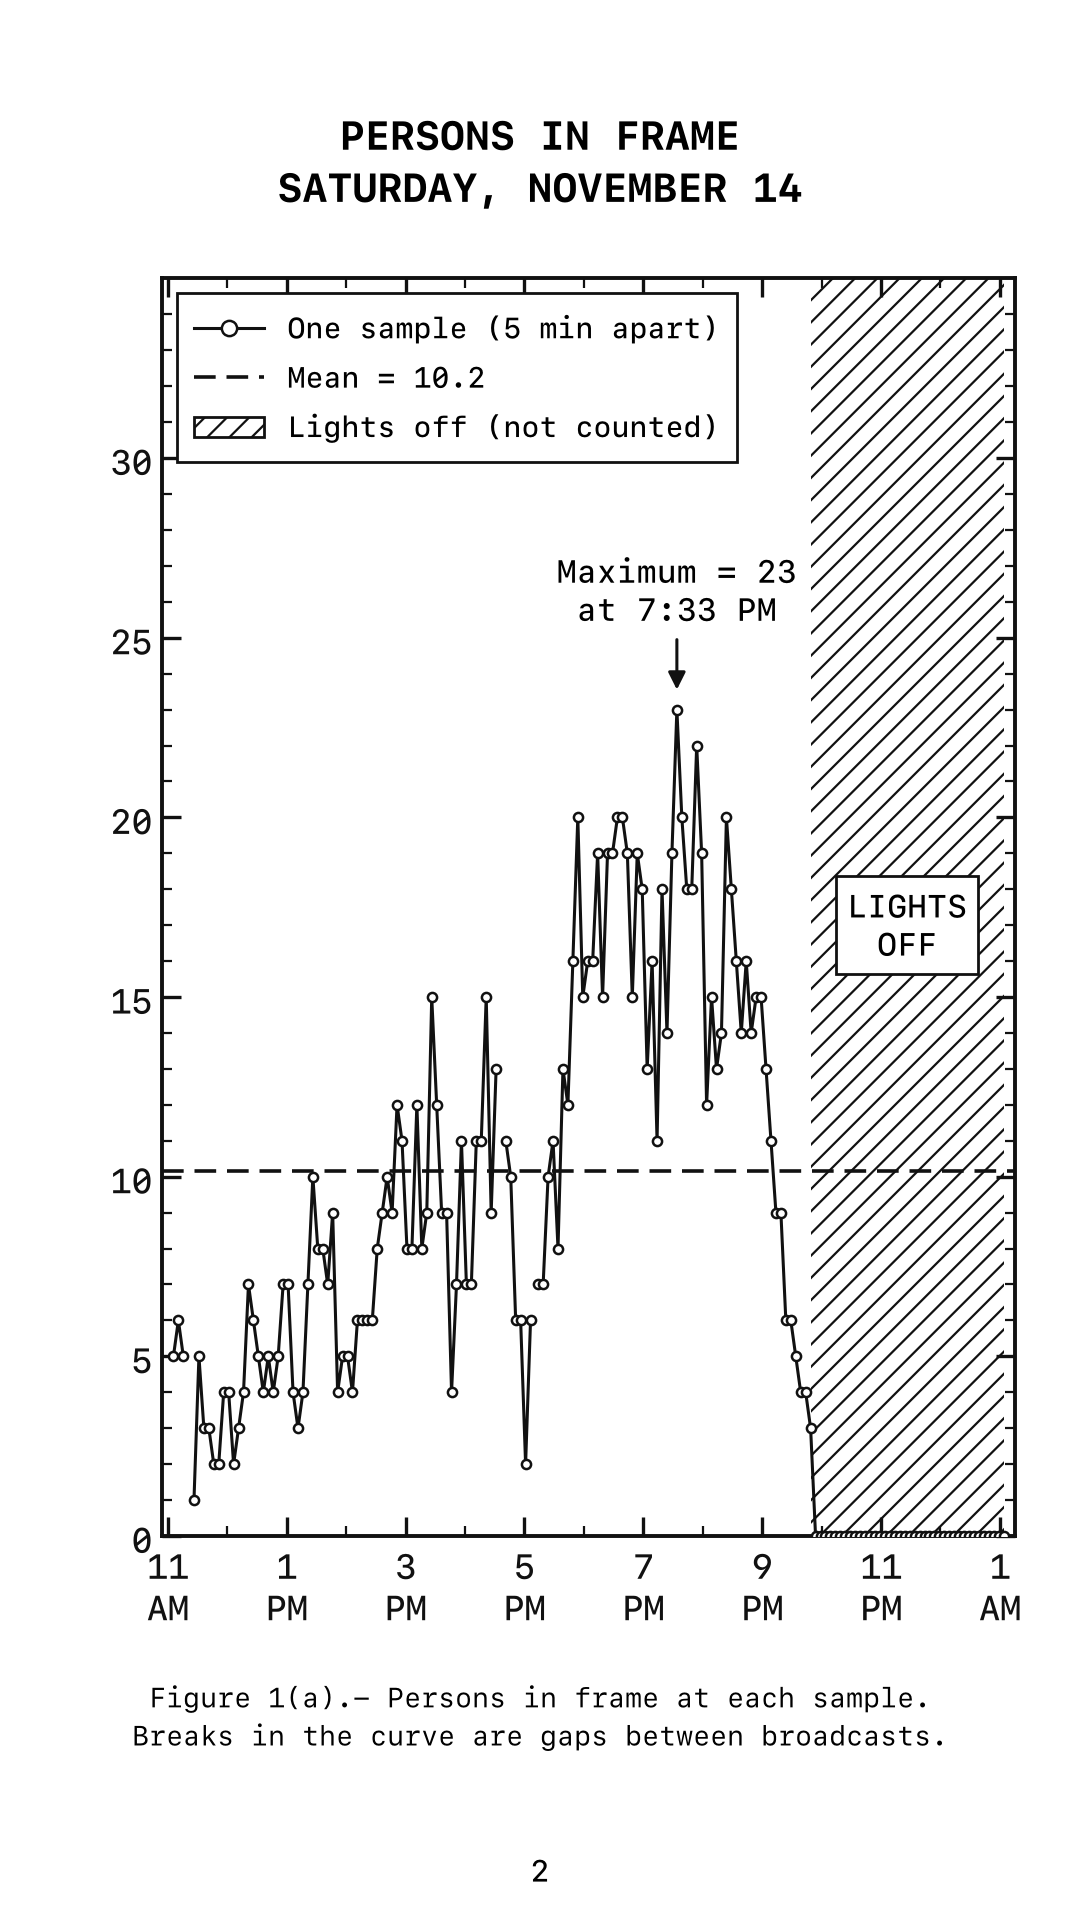 PERSONS IN FRAME
SATURDAY, NOVEMBER 14
One sample (5 min apart)
Mean = 10.2
Lights off (not counted)
30
Maximum = 23
at 7:33 PM
25
20
LIGHTS
OFF
15
10
5
0
11 1 3 5 7 9 11 1
AM PM PM PM PM PM PM AM
Figure 1(a).— Persons in frame at each sample.
Breaks in the curve are gaps between broadcasts.
2